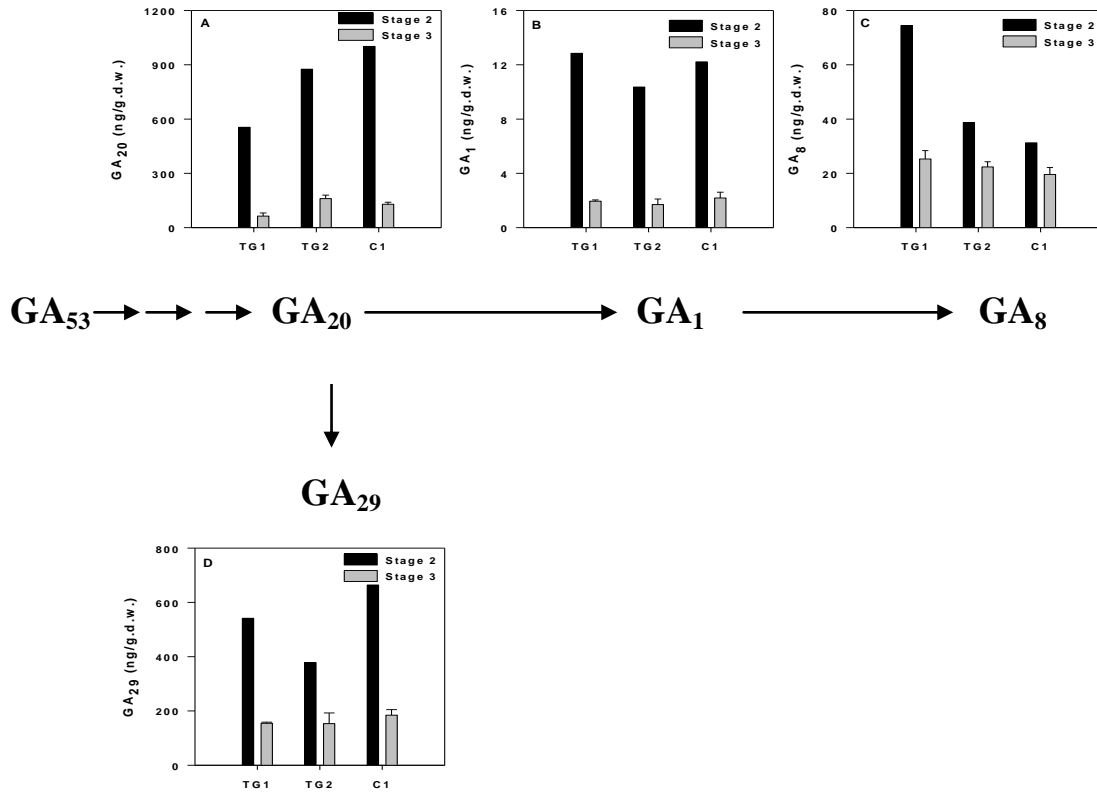 A
Stage 2
Stage 3
GA20 (ng/g.d.w.)
1200
900
600
300
0
TG1 TG2 C1
B
Stage 2
Stage 3
GA1 (ng/g.d.w.)
16
12
8
4
0
TG1 TG2 C1
C
Stage 2
Stage 3
GA8 (ng/g.d.w.)
80
60
40
20
0
TG1 TG2 C1
GA53 GA20 GA1 GA8
GA29
D
Stage 2
Stage 3
GA29 (ng/g.d.w.)
800
600
400
200
0
TG1 TG2 C1